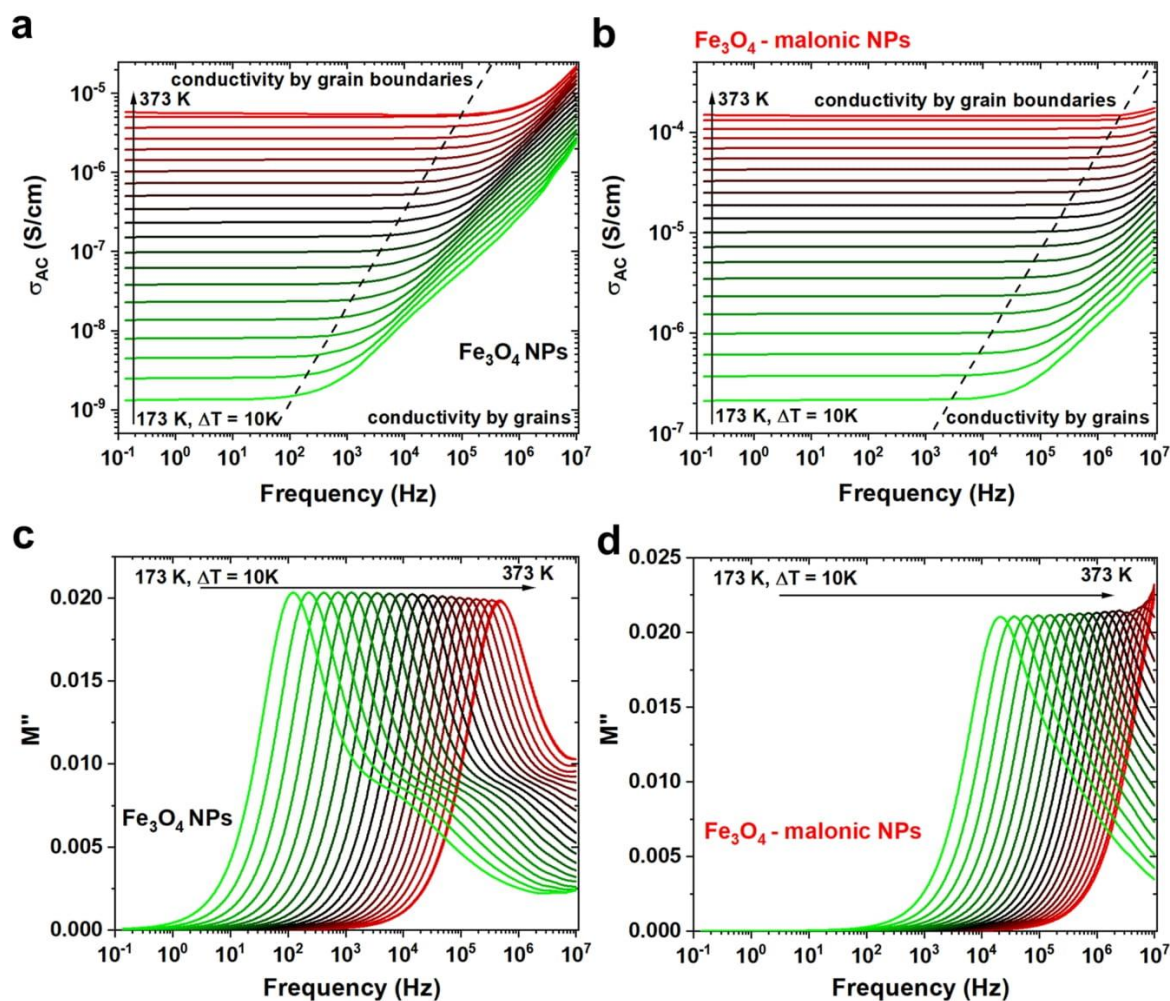 a
conductivity by grain boundaries
373 K
10⁻⁵
10⁻⁶
10⁻⁷
10⁻⁸
10⁻⁹
σAC (S/cm)
Fe₃O₄ NPs
173 K, ΔT = 10K
conductivity by grains
10⁻¹ 10⁰ 10¹ 10² 10³ 10⁴ 10⁵ 10⁶ 10⁷
Frequency (Hz)
b
Fe₃O₄ - malonic NPs
conductivity by grain boundaries
373 K
10⁻⁴
10⁻⁵
10⁻⁶
10⁻⁷
σAC (S/cm)
173 K, ΔT = 10K
conductivity by grains
10⁻¹ 10⁰ 10¹ 10² 10³ 10⁴ 10⁵ 10⁶ 10⁷
Frequency (Hz)
c
173 K, ΔT = 10K 373 K
0.020
0.015
0.010
0.005
0.000
M"
Fe₃O₄ NPs
10⁻¹ 10⁰ 10¹ 10² 10³ 10⁴ 10⁵ 10⁶ 10⁷
Frequency (Hz)
d
173 K, ΔT = 10K 373 K
0.025
0.020
0.015
0.010
0.005
0.000
M"
Fe₃O₄ - malonic NPs
10⁻¹ 10⁰ 10¹ 10² 10³ 10⁴ 10⁵ 10⁶ 10⁷
Frequency (Hz)